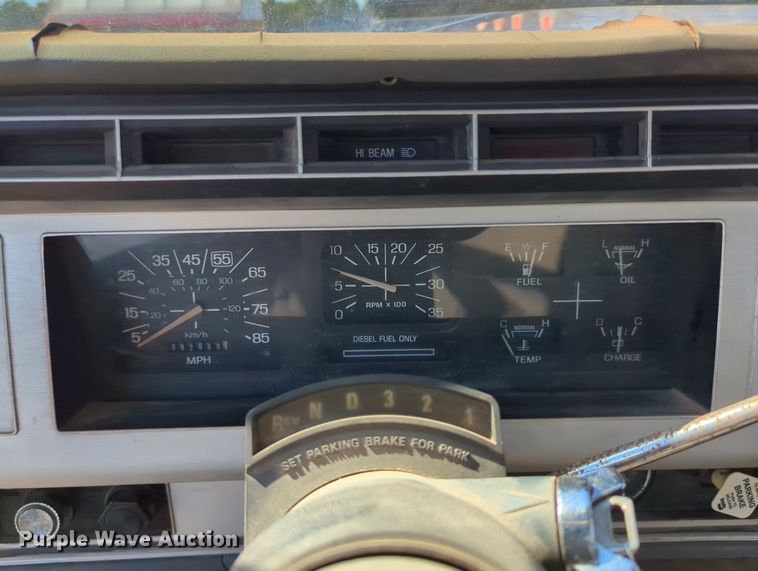 HI BEAM
5 15 25 35 45 55 65 75 85
20 40 60 80 100 120
km/h
MPH
0 5 10 15 20 25 30 35
RPM X 100
DIESEL FUEL ONLY
E F
FUEL
L NORMAL H
OIL
C NORMAL H
TEMP
B C
CHARGE
REV N D 3 2 1
SET PARKING BRAKE FOR PARK
PARKING
BRAKE
Purple Wave Auction